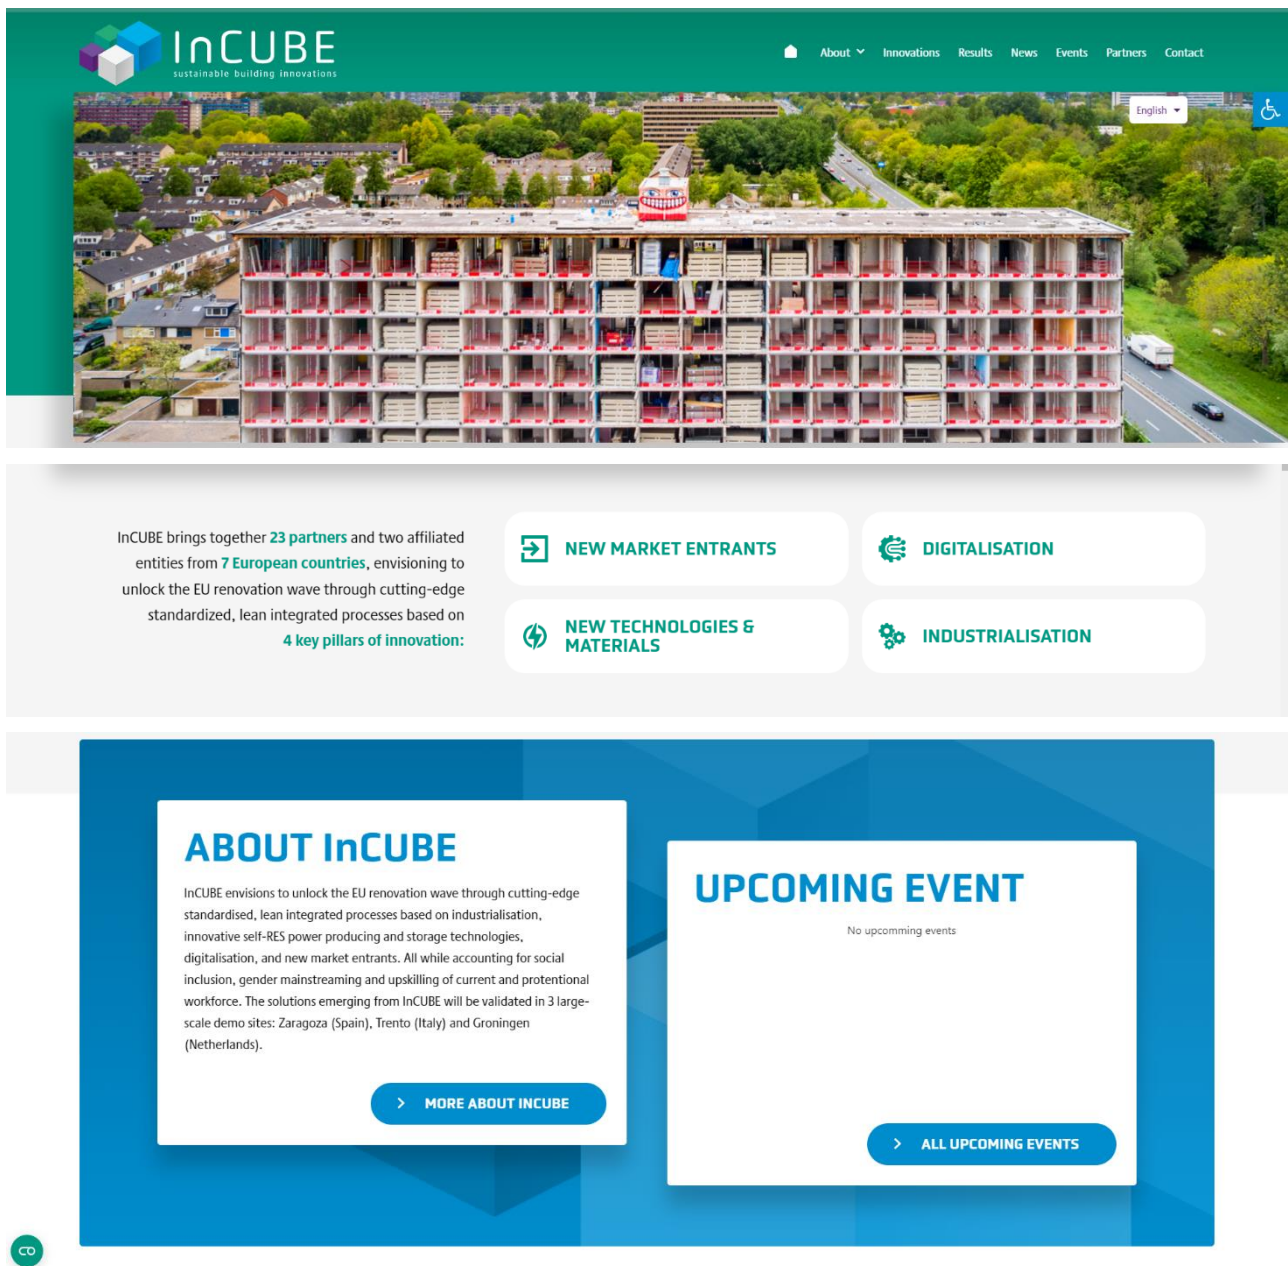 InCUBE
sustainable building innovations
About
Innovations
Results
News
Events
Partners
Contact
English
InCUBE brings together 23 partners and two affiliated
entities from 7 European countries, envisioning to
unlock the EU renovation wave through cutting-edge
standardized, lean integrated processes based on
4 key pillars of innovation:
NEW MARKET ENTRANTS
DIGITALISATION
NEW TECHNOLOGIES &
MATERIALS
INDUSTRIALISATION
ABOUT InCUBE
InCUBE envisions to unlock the EU renovation wave through cutting-edge
standardised, lean integrated processes based on industrialisation,
innovative self-RES power producing and storage technologies,
digitalisation, and new market entrants. All while accounting for social
inclusion, gender mainstreaming and upskilling of current and protentional
workforce. The solutions emerging from InCUBE will be validated in 3 large-
scale demo sites: Zaragoza (Spain), Trento (Italy) and Groningen
(Netherlands).
MORE ABOUT INCUBE
UPCOMING EVENT
No upcomming events
ALL UPCOMING EVENTS